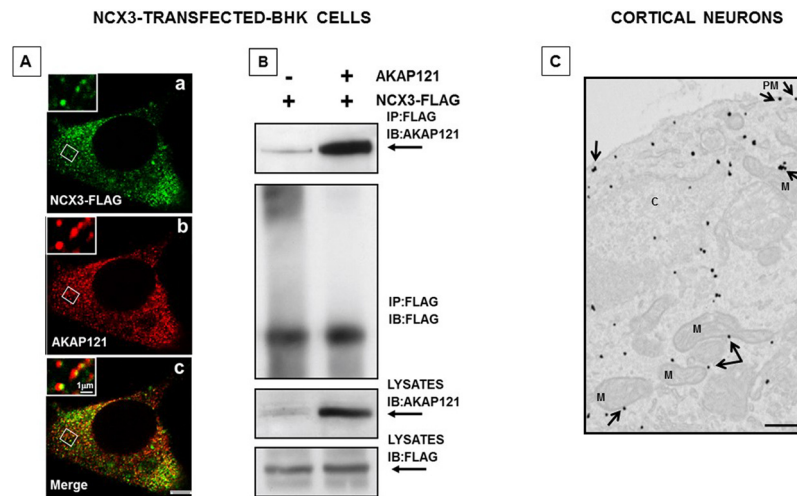 NCX3-TRANSFECTED-BHK CELLS
CORTICAL NEURONS
A
a
NCX3-FLAG
b
AKAP121
c
1µm
Merge
B
- + AKAP121
+ + NCX3-FLAG
IP:FLAG
IB:AKAP121
IP:FLAG
IB:FLAG
LYSATES
IB:AKAP121
LYSATES
IB:FLAG
C
PM
M
C
M
M
M